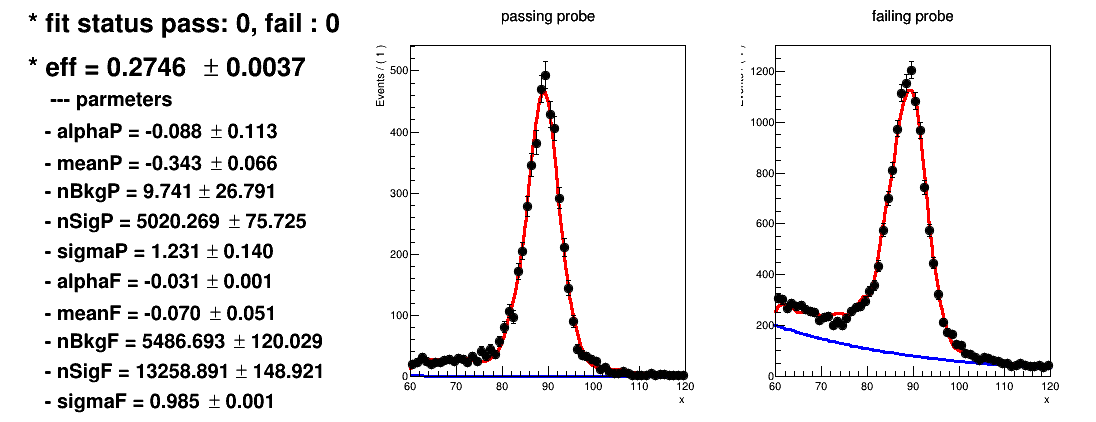 * fit status pass: 0, fail : 0
* eff = 0.2746 ± 0.0037
--- parmeters
- alphaP = -0.088 ± 0.113
- meanP = -0.343 ± 0.066
- nBkgP = 9.741 ± 26.791
- nSigP = 5020.269 ± 75.725
- sigmaP = 1.231 ± 0.140
- alphaF = -0.031 ± 0.001
- meanF = -0.070 ± 0.051
- nBkgF = 5486.693 ± 120.029
- nSigF = 13258.891 ± 148.921
- sigmaF = 0.985 ± 0.001
passing probe
Events / ( 1 )
500
400
300
200
100
0
60 70 80 90 100 110 120
x
failing probe
1200
1000
800
600
400
200
0
60 70 80 90 100 110 120
x